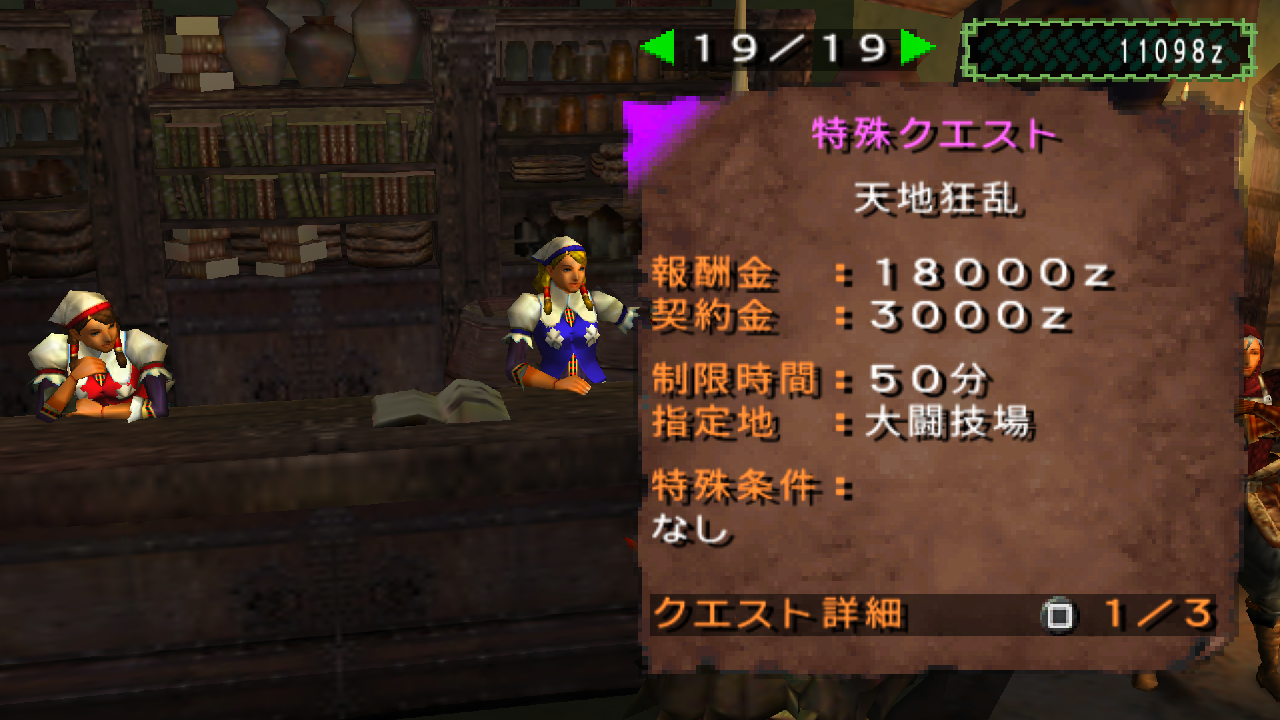 19／19
11098z
特殊クエスト
天地狂乱
報酬金 : 18000z
契約金 : 3000z
制限時間 : 50分
指定地 : 大闘技場
特殊条件 :
なし
クエスト詳細 1／3